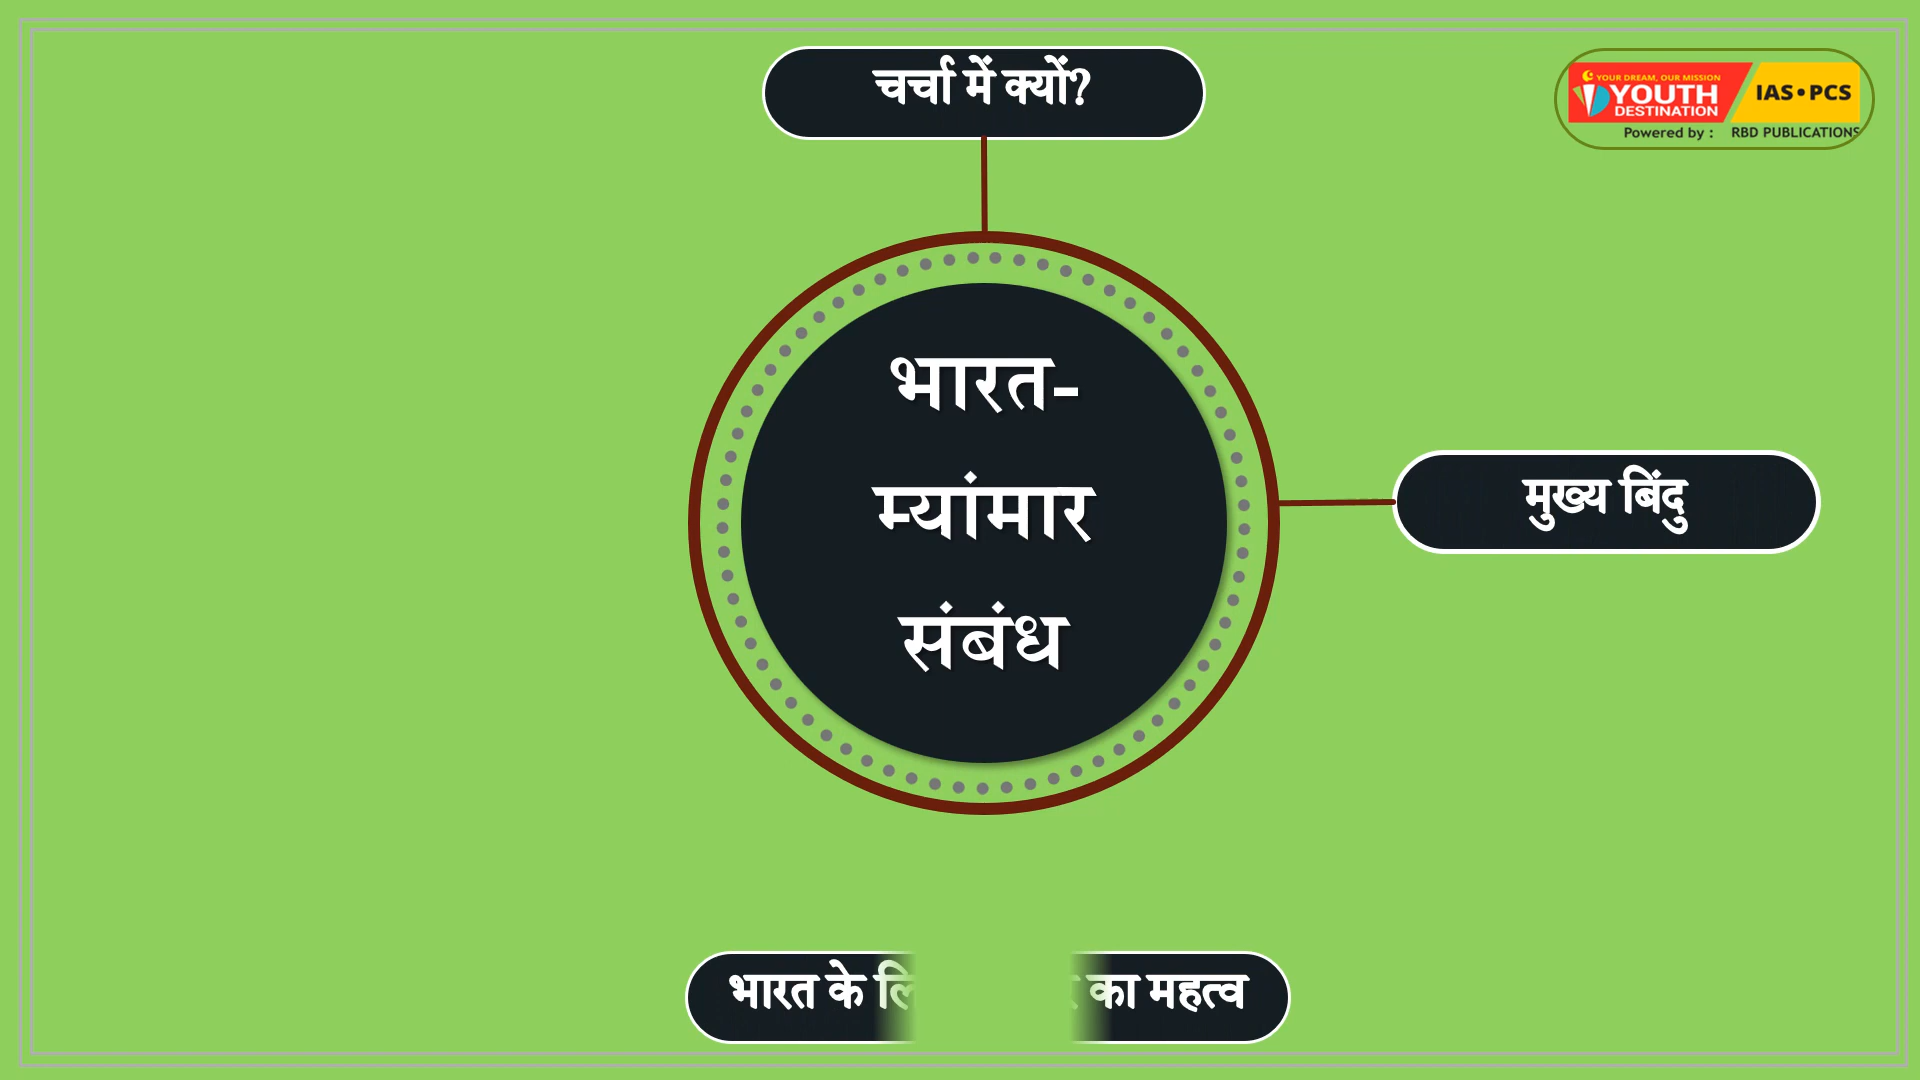 चर्चा में क्यों?
YOUR DREAM, OUR MISSION
YOUTH
DESTINATION
IAS•PCS
Powered by : RBD PUBLICATIONS
भारत-
म्यांमार
संबंध
मुख्य बिंदु
भारत के का महत्व